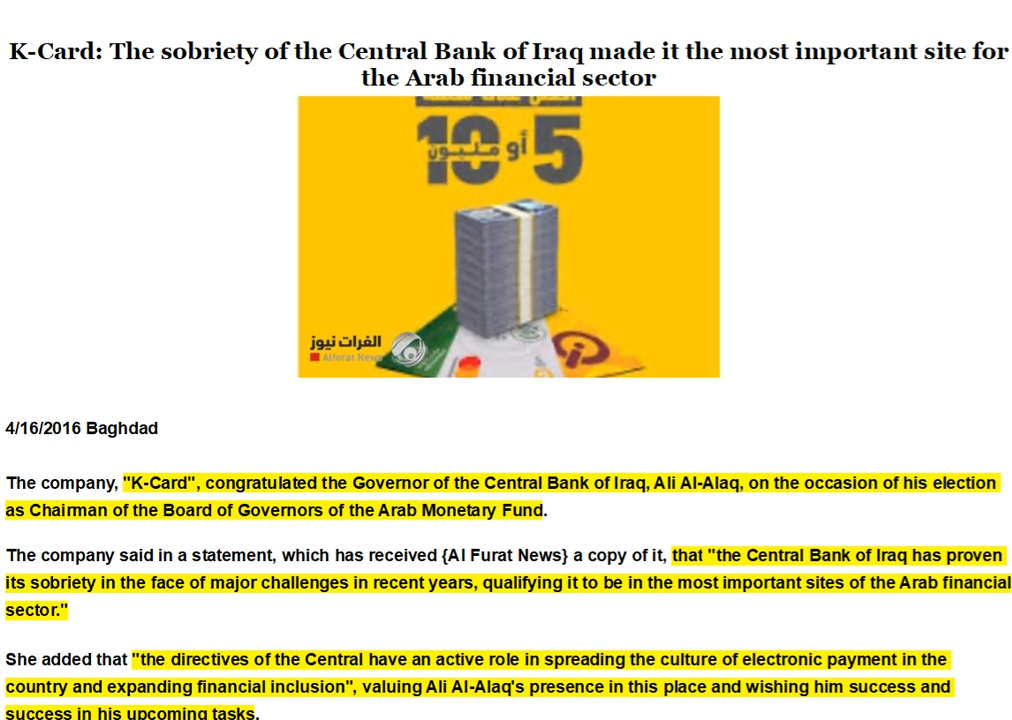 K-Card: The sobriety of the Central Bank of Iraq made it the most important site for
the Arab financial sector
5 أو 10 مليون
الفرات نيوز
Alforat News
4/16/2016 Baghdad
The company, "K-Card", congratulated the Governor of the Central Bank of Iraq, Ali Al-Alaq, on the occasion of his election
as Chairman of the Board of Governors of the Arab Monetary Fund.
The company said in a statement, which has received {Al Furat News} a copy of it, that "the Central Bank of Iraq has proven
its sobriety in the face of major challenges in recent years, qualifying it to be in the most important sites of the Arab financial
sector."
She added that "the directives of the Central have an active role in spreading the culture of electronic payment in the
country and expanding financial inclusion", valuing Ali Al-Alaq's presence in this place and wishing him success and
success in his upcoming tasks.